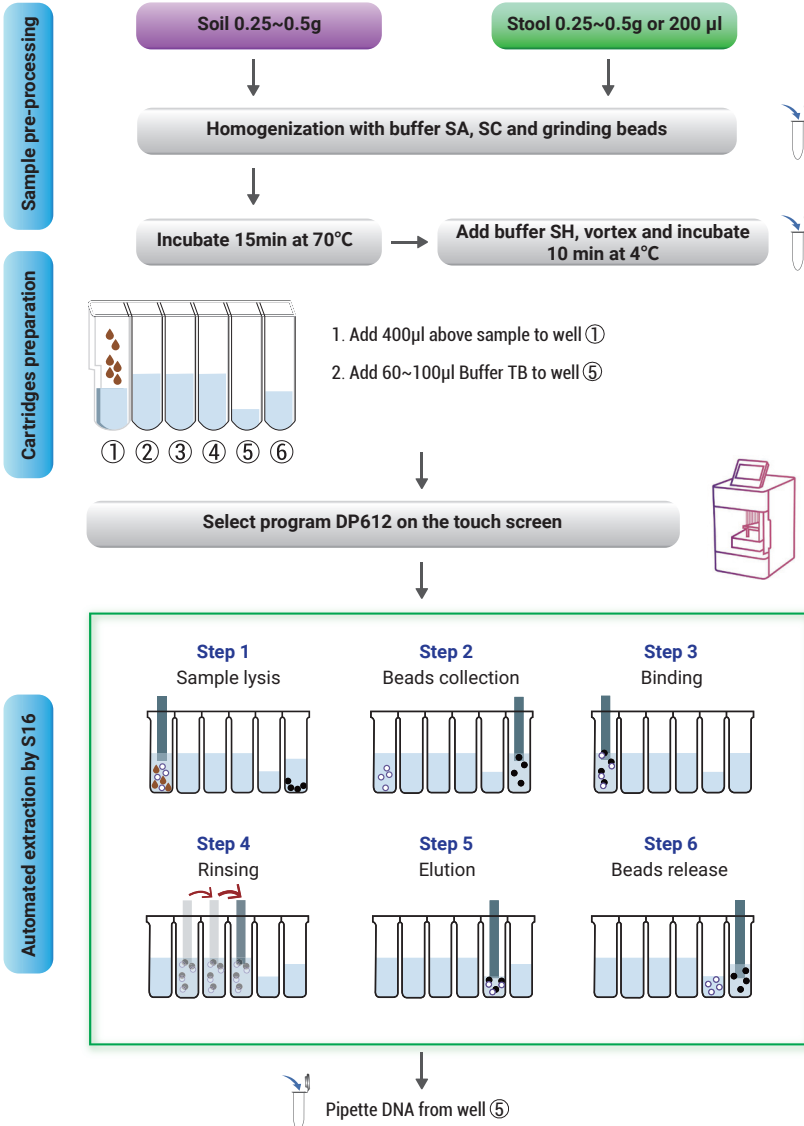 Sample pre-processing
Soil 0.25~0.5g
Stool 0.25~0.5g or 200 µl
Homogenization with buffer SA, SC and grinding beads
Incubate 15min at 70°C
Add buffer SH, vortex and incubate
10 min at 4°C
Cartridges preparation
1. Add 400µl above sample to well ①
2. Add 60~100µl Buffer TB to well ⑤
① ② ③ ④ ⑤ ⑥
Select program DP612 on the touch screen
Automated extraction by S16
Step 1
Sample lysis
Step 2
Beads collection
Step 3
Binding
Step 4
Rinsing
Step 5
Elution
Step 6
Beads release
Pipette DNA from well ⑤